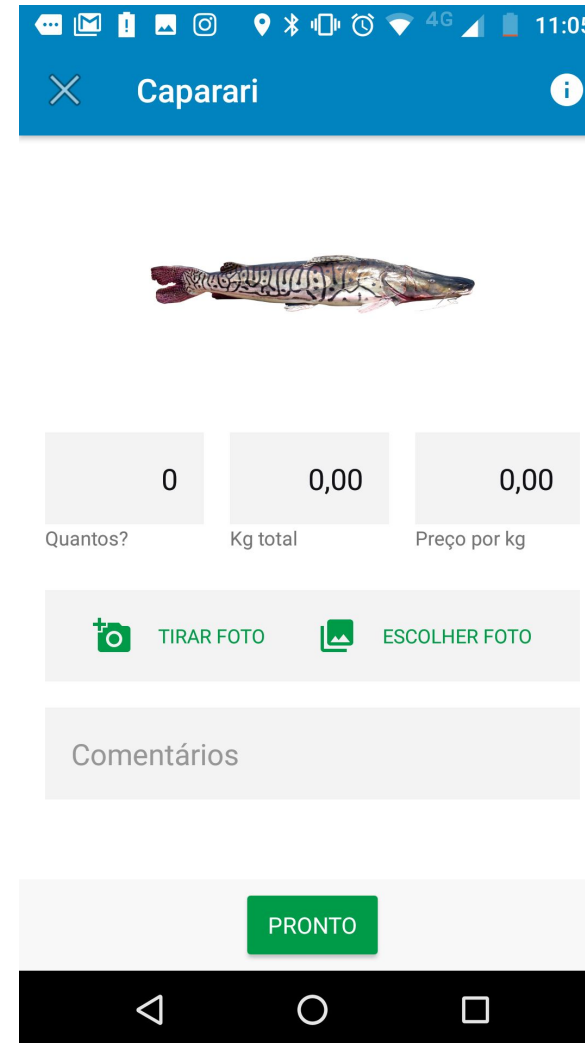 4G 11:05
Caparari
0 0,00 0,00
Quantos? Kg total Preço por kg
TIRAR FOTO ESCOLHER FOTO
Comentários
PRONTO